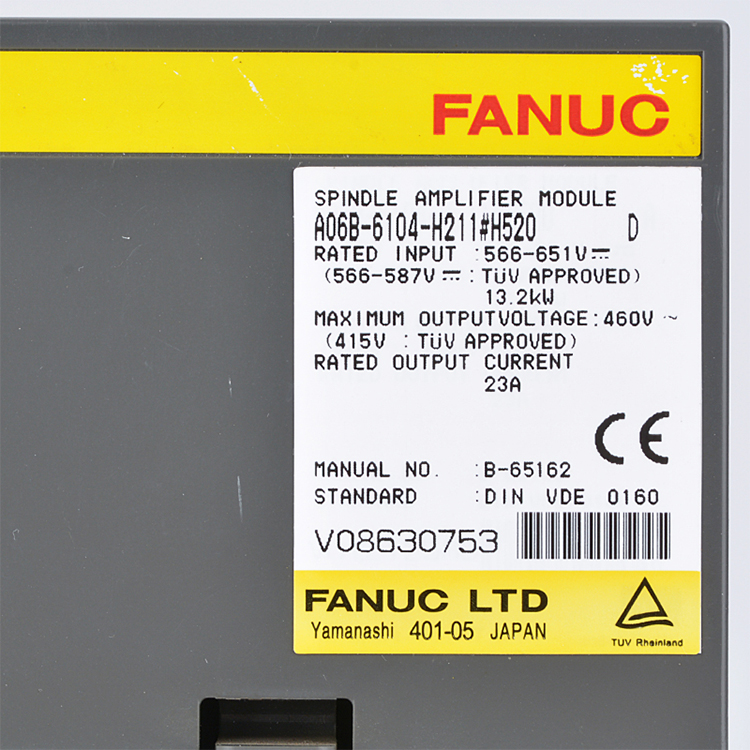 FANUC
SPINDLE AMPLIFIER MODULE
A06B-6104-H211#H520 D
RATED INPUT :566-651V⎓
(566-587V⎓ :TÜV APPROVED)
13.2kW
MAXIMUM OUTPUTVOLTAGE:460V ~
(415V :TÜV APPROVED)
RATED OUTPUT CURRENT
23A
CE
MANUAL NO. :B-65162
STANDARD :DIN VDE 0160
V08630753
FANUC LTD
Yamanashi 401-05 JAPAN
TUV Rheinland